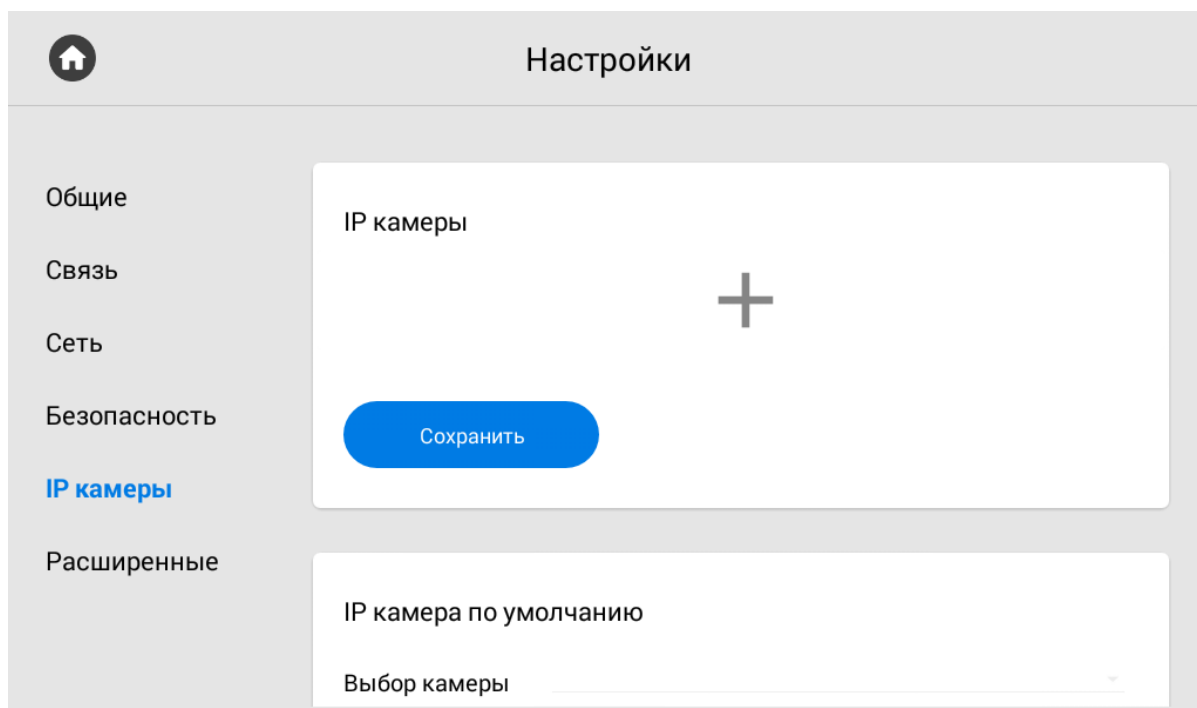 Настройки
Общие
Связь
Сеть
Безопасность
IP камеры
Расширенные
IP камеры
Сохранить
IP камера по умолчанию
Выбор камеры